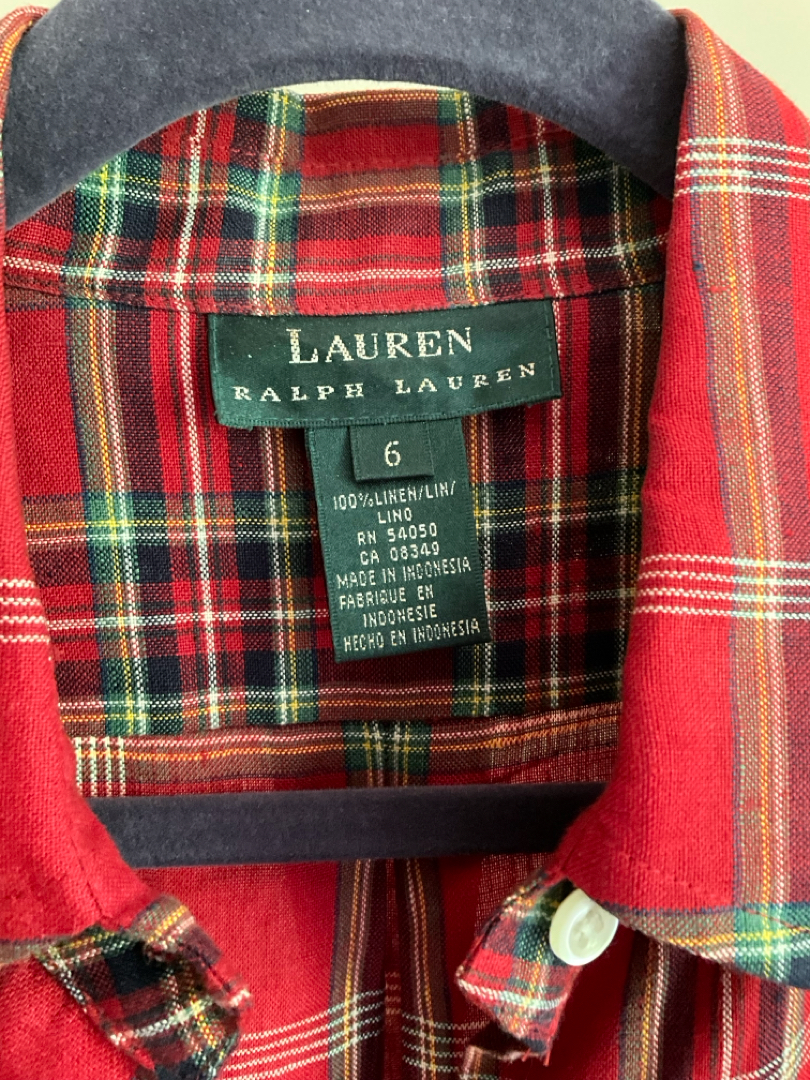 LAUREN
RALPH LAUREN
6
100%LINEN/LIN/
LINO
RN 54050
CA 08349
MADE IN INDONESIA
FABRIQUE EN
INDONESIE
HECHO EN INDONESIA